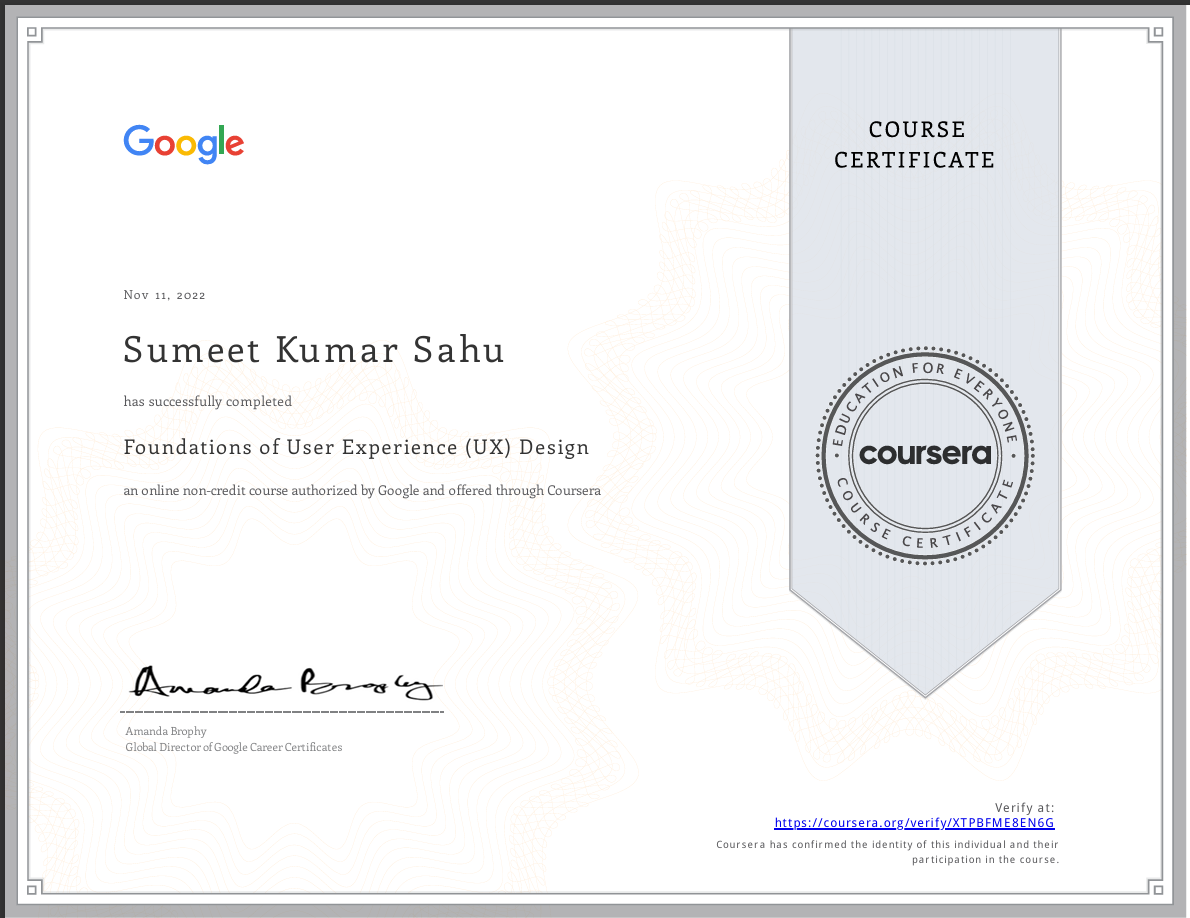 Google
COURSE
CERTIFICATE
Nov 11, 2022
Sumeet Kumar Sahu
has successfully completed
Foundations of User Experience (UX) Design
an online non-credit course authorized by Google and offered through Coursera
EDUCATION FOR EVERYONE
coursera
COURSE CERTIFICATE
Amanda Brophy
Amanda Brophy
Global Director of Google Career Certificates
Verify at:
https://coursera.org/verify/XTPBFME8EN6G
Coursera has confirmed the identity of this individual and their
participation in the course.